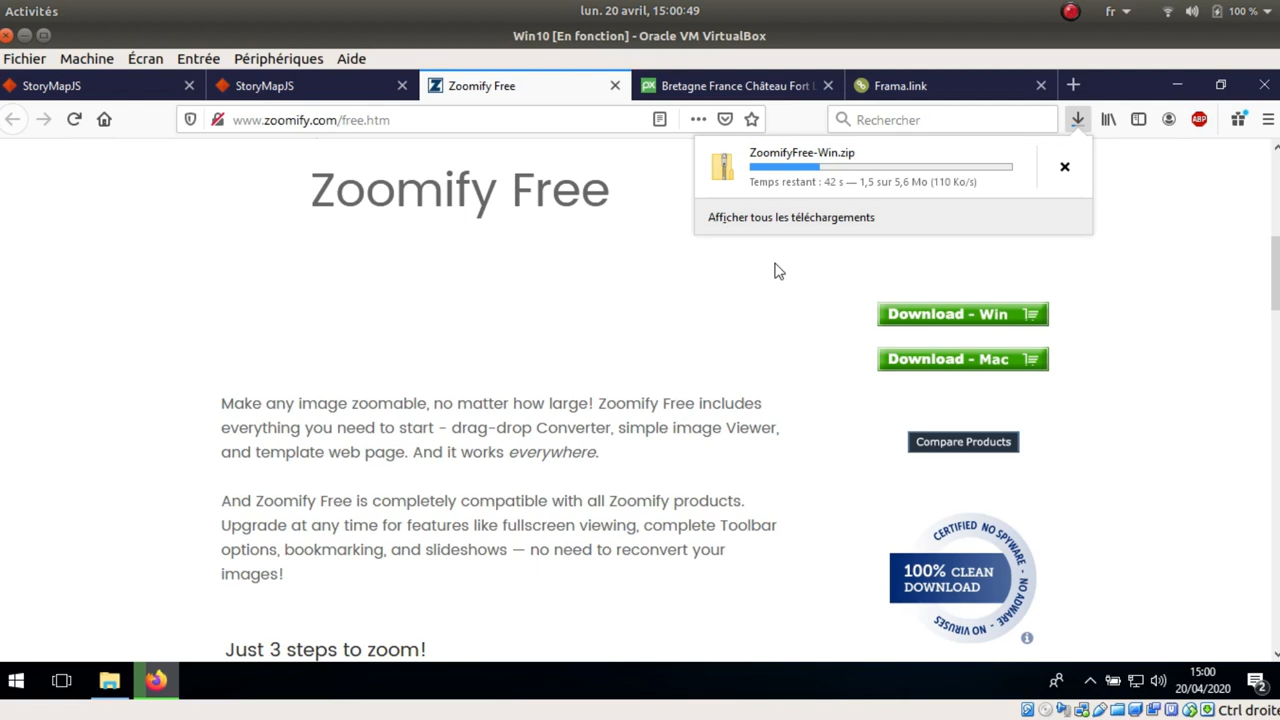 Activités
lun. 20 avril, 15:00:49
fr
100 %
Win10 [En fonction] - Oracle VM VirtualBox
Fichier Machine Écran Entrée Périphériques Aide
StoryMapJS
StoryMapJS
Zoomify Free
Bretagne France Château Fort
Frama.link
www.zoomify.com/free.htm
Rechercher
ABP
ZoomifyFree-Win.zip
Temps restant : 42 s — 1,5 sur 5,6 Mo (110 Ko/s)
Afficher tous les téléchargements
Zoomify Free
Download - Win
Download - Mac
Compare Products
Make any image zoomable, no matter how large! Zoomify Free includes
everything you need to start - drag-drop Converter, simple image Viewer,
and template web page. And it works everywhere.
And Zoomify Free is completely compatible with all Zoomify products.
Upgrade at any time for features like fullscreen viewing, complete Toolbar
options, bookmarking, and slideshows — no need to reconvert your
images!
CERTIFIED NO SPYWARE
100% CLEAN
DOWNLOAD
NO ADWARE
NO VIRUSES
Just 3 steps to zoom!
15:00
20/04/2020
2
Ctrl droite